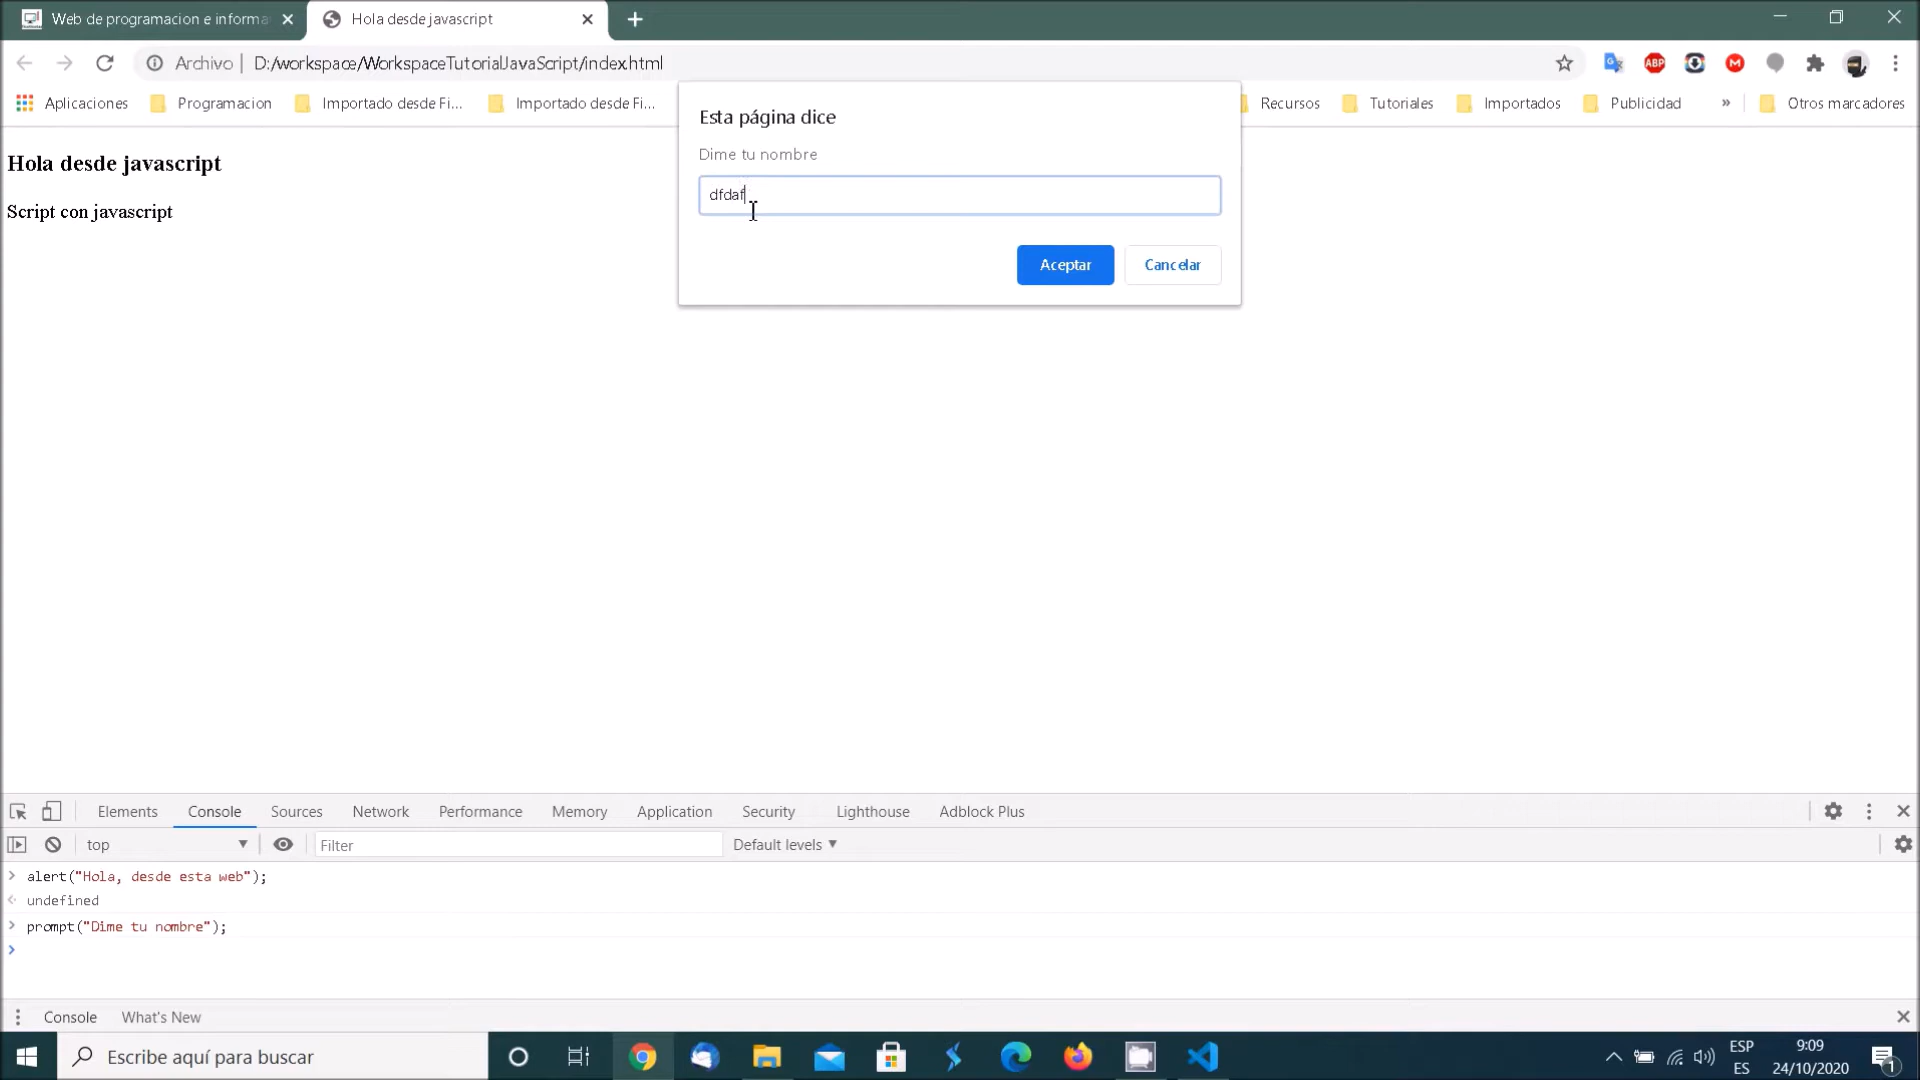 Web de programacion e informa
Hola desde javascript
Archivo | D:/workspace/WorkspaceTutorialJavaScript/index.html
ABP
Aplicaciones Programacion Importado desde Fi... Importado desde Fi... Recursos Tutoriales Importados Publicidad » Otros marcadores
Esta página dice
Dime tu nombre
dfdaf
Aceptar Cancelar
Hola desde javascript
Script con javascript
Elements Console Sources Network Performance Memory Application Security Lighthouse Adblock Plus
top Filter Default levels
alert("Hola, desde esta web");
undefined
prompt("Dime tu nombre");
Console What's New
Escribe aquí para buscar
ESP
ES
9:09
24/10/2020
1